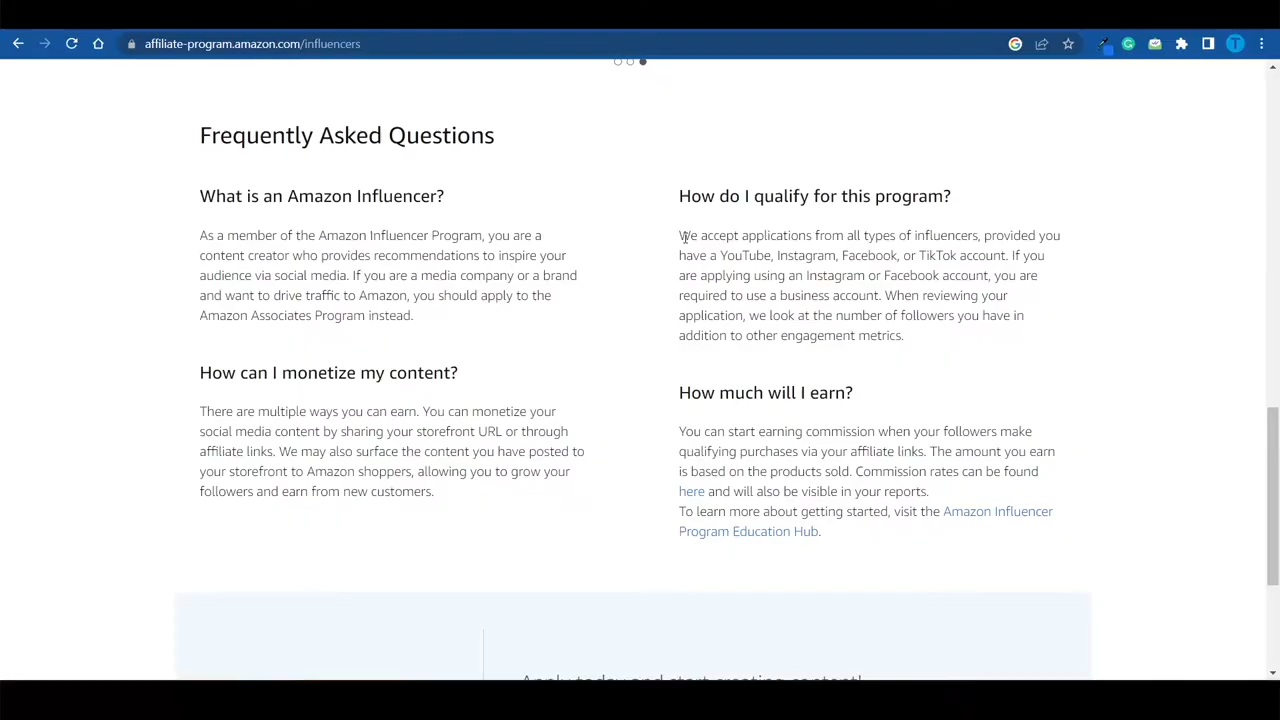 affiliate-program.amazon.com/influencers
Frequently Asked Questions
What is an Amazon Influencer?
As a member of the Amazon Influencer Program, you are a
content creator who provides recommendations to inspire your
audience via social media. If you are a media company or a brand
and want to drive traffic to Amazon, you should apply to the
Amazon Associates Program instead.
How can I monetize my content?
There are multiple ways you can earn. You can monetize your
social media content by sharing your storefront URL or through
affiliate links. We may also surface the content you have posted to
your storefront to Amazon shoppers, allowing you to grow your
followers and earn from new customers.
How do I qualify for this program?
We accept applications from all types of influencers, provided you
have a YouTube, Instagram, Facebook, or TikTok account. If you
are applying using an Instagram or Facebook account, you are
required to use a business account. When reviewing your
application, we look at the number of followers you have in
addition to other engagement metrics.
How much will I earn?
You can start earning commission when your followers make
qualifying purchases via your affiliate links. The amount you earn
is based on the products sold. Commission rates can be found
here and will also be visible in your reports.
To learn more about getting started, visit the Amazon Influencer
Program Education Hub.
Apply today and start creating content!